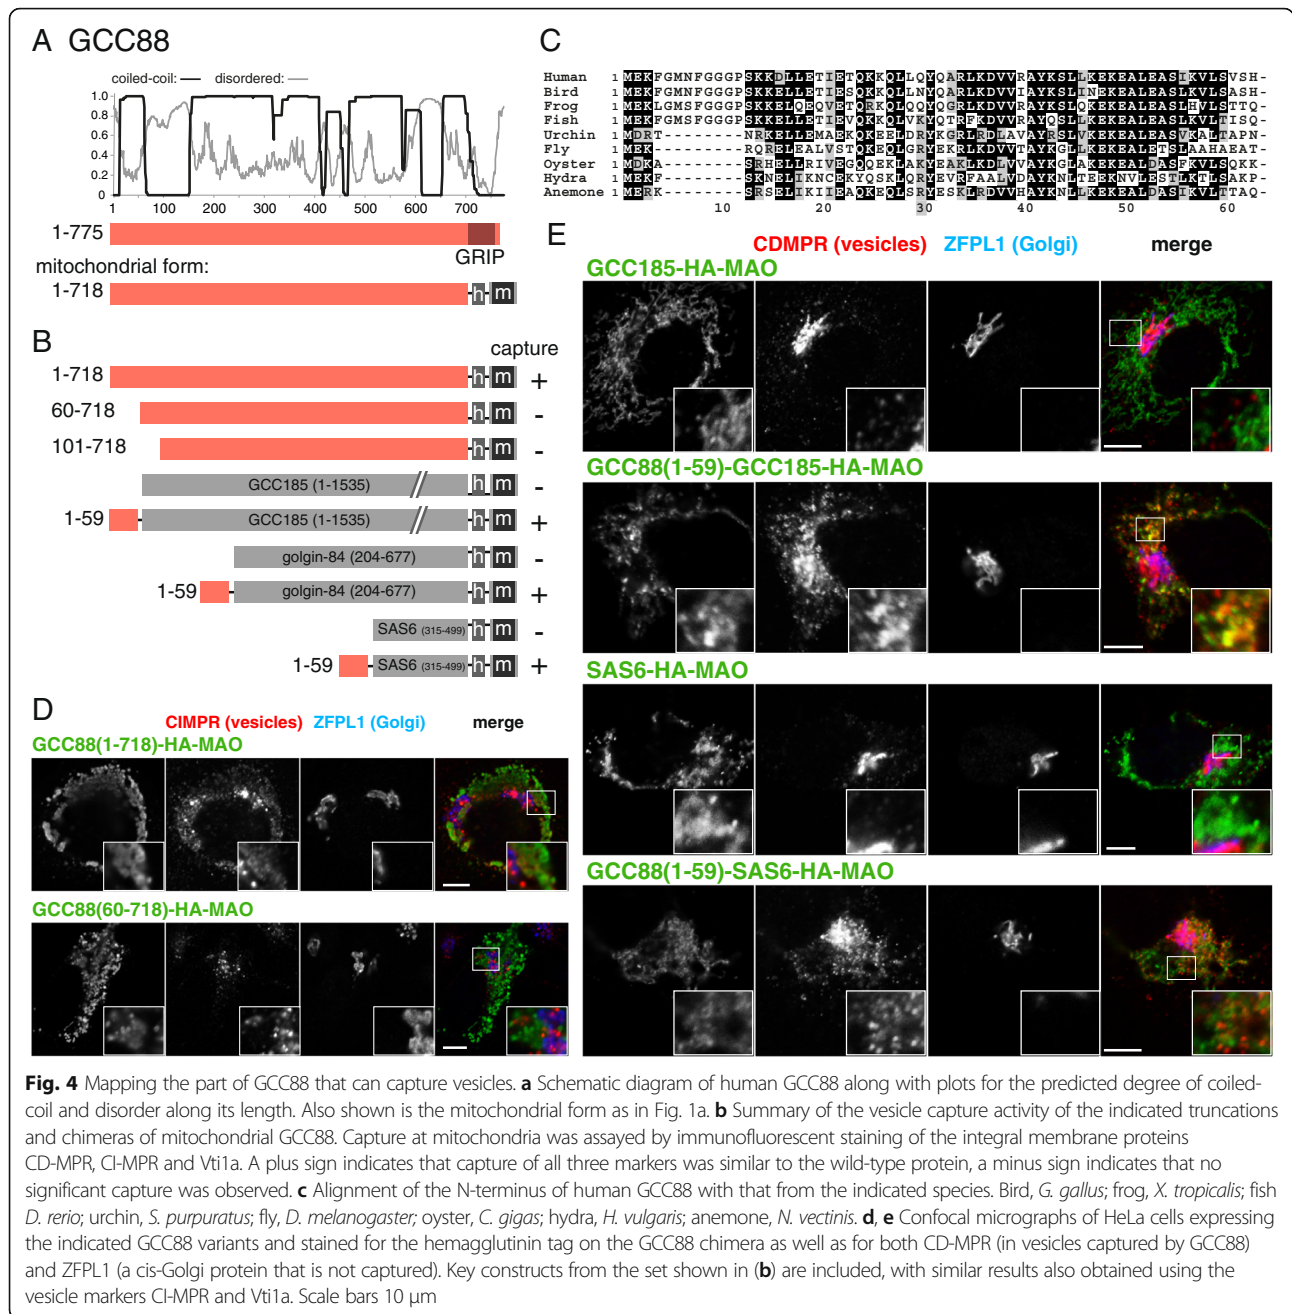 A GCC88
coiled-coil: disordered:
1.0
0.8
0.6
0.4
0.2
0
1 100 200 300 400 500 600 700
1-775
GRIP
mitochondrial form:
1-718 h m
B
capture
1-718 h m +
60-718 h m -
101-718 h m -
GCC185 (1-1535) h m -
1-59 GCC185 (1-1535) h m +
golgin-84 (204-677) h m -
1-59 golgin-84 (204-677) h m +
SAS6 (315-499) h m -
1-59 SAS6 (315-499) h m +
C
Human 1 MEKFGMNFGGGPSKKDLLETIETQKKQLLQYQARLKDVVRAYKSLLKEKEALEASIKVLSVSH-
Bird 1 MEKFGMNFGGGPSKKELLETIESQKKQLLNYQARLKDVVIAYKSLINEKEALEASIKVLSASH-
Frog 1 MEKLGMSFGGGPSKKELLQEQVETQRKQLQQYQGRLKDVVRAYKSLQKEKEALEASLHVLSTTQ-
Fish 1 MEKFGMSFGGGPSKKELLETIEVQKKQLVKYQTRFKDVVRAYQSLLKEKEALEASLKVLTISQ-
Urchin 1 MDRT--------NRKELLEMAEKQKEELDRYKGRLRDLAVAYRSLVKEKEALEASVKALTAPN-
Fly 1 MEK---------RQRELEALVSTQKEQLGRYEKRLKDVVTAYKGLLKEKEALETSLAAHAEAT-
Oyster 1 MDKA--------SRHELLRIVEGQQEKLAKYEAKLKDLVVAYKGLAKEKEALDASFKVLSQKK-
Hydra 1 MEKF--------SKNELIKNCEKYQSKLQRYEVRFAALVDAYKNLTEEKNVLESTLKTLSAKP-
Anemone 1 MERK--------SRSELIKIIEAQKEQLSRYESKLRDVVHAYKNLLKEKEALDASIKVLTTAQ-
10 20 30 40 50 60
D
CIMPR (vesicles) ZFPL1 (Golgi) merge
GCC88(1-718)-HA-MAO
GCC88(60-718)-HA-MAO
E
CDMPR (vesicles) ZFPL1 (Golgi) merge
GCC185-HA-MAO
GCC88(1-59)-GCC185-HA-MAO
SAS6-HA-MAO
GCC88(1-59)-SAS6-HA-MAO
Fig. 4 Mapping the part of GCC88 that can capture vesicles. a Schematic diagram of human GCC88 along with plots for the predicted degree of coiled-
coil and disorder along its length. Also shown is the mitochondrial form as in Fig. 1a. b Summary of the vesicle capture activity of the indicated truncations
and chimeras of mitochondrial GCC88. Capture at mitochondria was assayed by immunofluorescent staining of the integral membrane proteins
CD-MPR, CI-MPR and Vti1a. A plus sign indicates that capture of all three markers was similar to the wild-type protein, a minus sign indicates that no
significant capture was observed. c Alignment of the N-terminus of human GCC88 with that from the indicated species. Bird, G. gallus; frog, X. tropicalis; fish
D. rerio; urchin, S. purpuratus; fly, D. melanogaster; oyster, C. gigas; hydra, H. vulgaris; anemone, N. vectinis. d, e Confocal micrographs of HeLa cells expressing
the indicated GCC88 variants and stained for the hemagglutinin tag on the GCC88 chimera as well as for both CD-MPR (in vesicles captured by GCC88)
and ZFPL1 (a cis-Golgi protein that is not captured). Key constructs from the set shown in (b) are included, with similar results also obtained using the
vesicle markers CI-MPR and Vti1a. Scale bars 10 μm